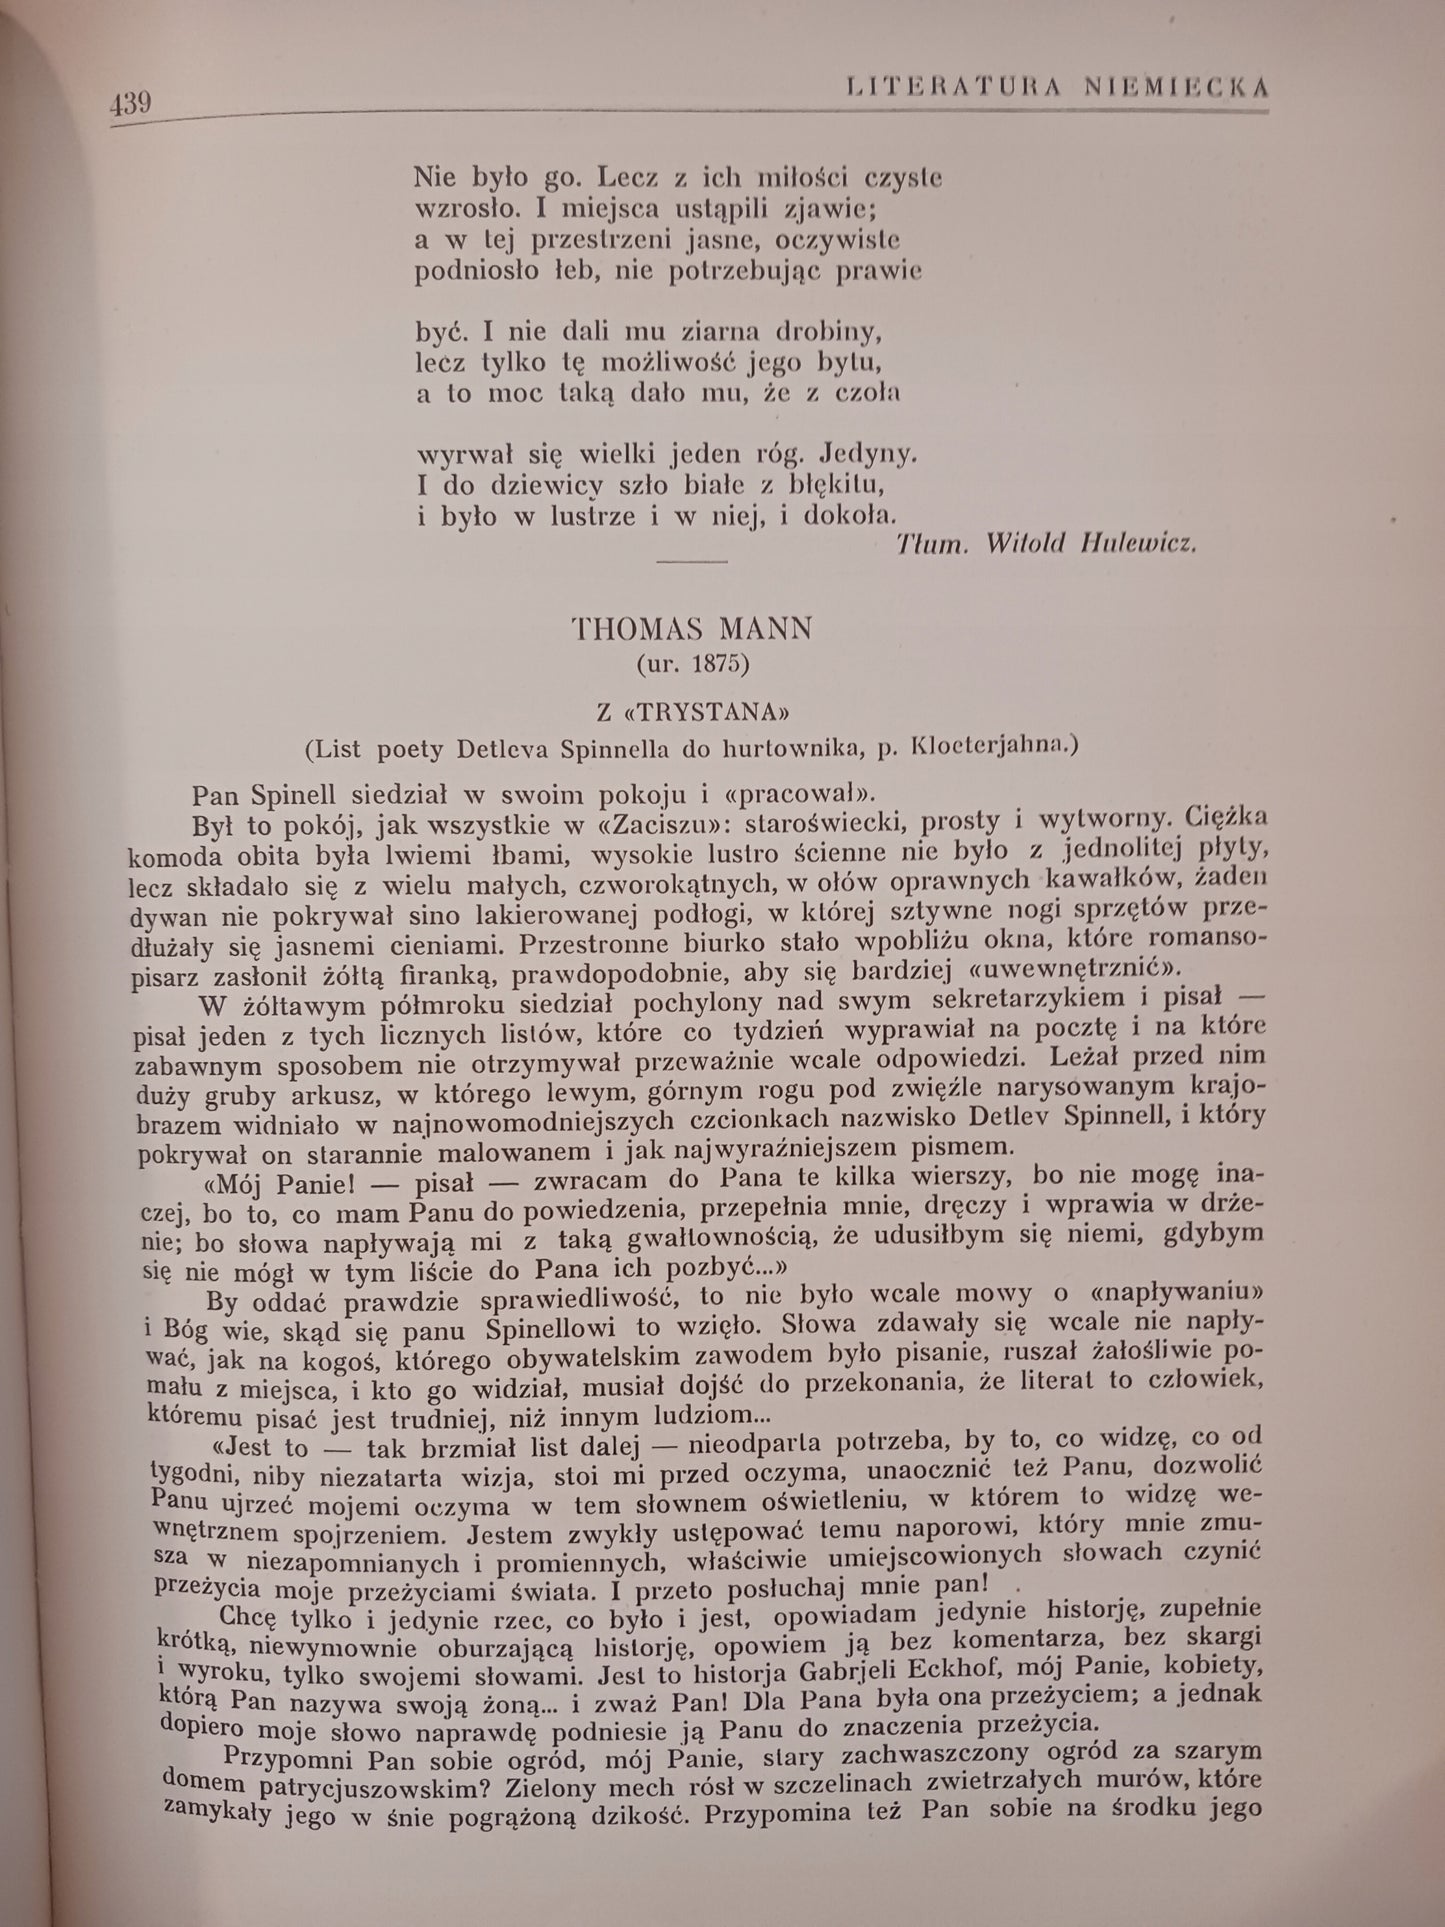 439
LITERATURA NIEMIECKA
Nie było go. Lecz z ich miłości czyste
wzrosło. I miejsca ustąpili zjawie;
a w tej przestrzeni jasne, oczywiste
podniosło łeb, nie potrzebując prawie
być. I nie dali mu ziarna drobiny,
lecz tylko tę możliwość jego bytu,
a to moc taką dało mu, że z czoła
wyrwał się wielki jeden róg. Jedyny.
I do dziewicy szło białe z błękitu,
i było w lustrze i w niej, i dokoła.
Tłum. Witold Hulewicz.
THOMAS MANN
(ur. 1875)
Z «TRYSTANA»
(List poety Detleva Spinnella do hurtownika, p. Kloeterjahna.)
Pan Spinell siedział w swoim pokoju i «pracował».
Był to pokój, jak wszystkie w «Zaciszu»: staroświecki, prosty i wytworny. Ciężka
komoda obita była lwiemi łbami, wysokie lustro ścienne nie było z jednolitej płyty,
lecz składało się z wielu małych, czworokątnych, w ołów oprawnych kawałków, żaden
dywan nie pokrywał sino lakierowanej podłogi, w której sztywne nogi sprzętów prze-
dłużały się jasnemi cieniami. Przestronne biurko stało wpobliżu okna, które romanso-
pisarz zasłonił żółtą firanką, prawdopodobnie, aby się bardziej «uwewnętrznić».
W żółtawym półmroku siedział pochylony nad swym sekretarzykiem i pisał —
pisał jeden z tych licznych listów, które co tydzień wyprawiał na pocztę i na które
zabawnym sposobem nie otrzymywał przeważnie wcale odpowiedzi. Leżał przed nim
duży gruby arkusz, w którego lewym, górnym rogu pod zwięźle narysowanym krajo-
brazem widniało w najnowomodniejszych czcionkach nazwisko Detlev Spinnell, i który
pokrywał on starannie malowanem i jak najwyraźniejszem pismem.
«Mój Panie! — pisał — zwracam do Pana te kilka wierszy, bo nie mogę ina-
czej, bo to, co mam Panu do powiedzenia, przepełnia mnie, dręczy i wprawia w drże-
nie; bo słowa napływają mi z taką gwałtownością, że udusiłbym się niemi, gdybym
się nie mógł w tym liście do Pana ich pozbyć...»
By oddać prawdzie sprawiedliwość, to nie było wcale mowy o «napływaniu»
i Bóg wie, skąd się panu Spinellowi to wzięło. Słowa zdawały się wcale nie napły-
wać, jak na kogoś, którego obywatelskim zawodem było pisanie, ruszał żałośliwie po-
mału z miejsca, i kto go widział, musiał dojść do przekonania, że literat to człowiek,
któremu pisać jest trudniej, niż innym ludziom...
«Jest to — tak brzmiał list dalej — nieodparta potrzeba, by to, co widzę, co od
tygodni, niby niezatarta wizja, stoi mi przed oczyma, unaocznić też Panu, dozwolić
Panu ujrzeć mojemi oczyma w tem słownem oświetleniu, w którem to widzę we-
wnętrznem spojrzeniem. Jestem zwykły ustępować temu naporowi, który mnie zmu-
sza w niezapomnianych i promiennych, właściwie umiejscowionych słowach czynić
przeżycia moje przeżyciami świata. I przeto posłuchaj mnie pan!
Chcę tylko i jedynie rzec, co było i jest, opowiadam jedynie historję, zupełnie
krótką, niewymownie oburzającą historję, opowiem ją bez komentarza, bez skargi
i wyroku, tylko swojemi słowami. Jest to historja Gabrjeli Eckhof, mój Panie, kobiety,
którą Pan nazywa swoją żoną... i zważ Pan! Dla Pana była ona przeżyciem; a jednak
dopiero moje słowo naprawdę podniesie ją Panu do znaczenia przeżycia.
Przypomni Pan sobie ogród, mój Panie, stary zachwaszczony ogród za szarym
domem patrycjuszowskim? Zielony mech rósł w szczelinach zwietrzałych murów, które
zamykały jego w śnie pogrążoną dzikość. Przypomina też Pan sobie na środku jego